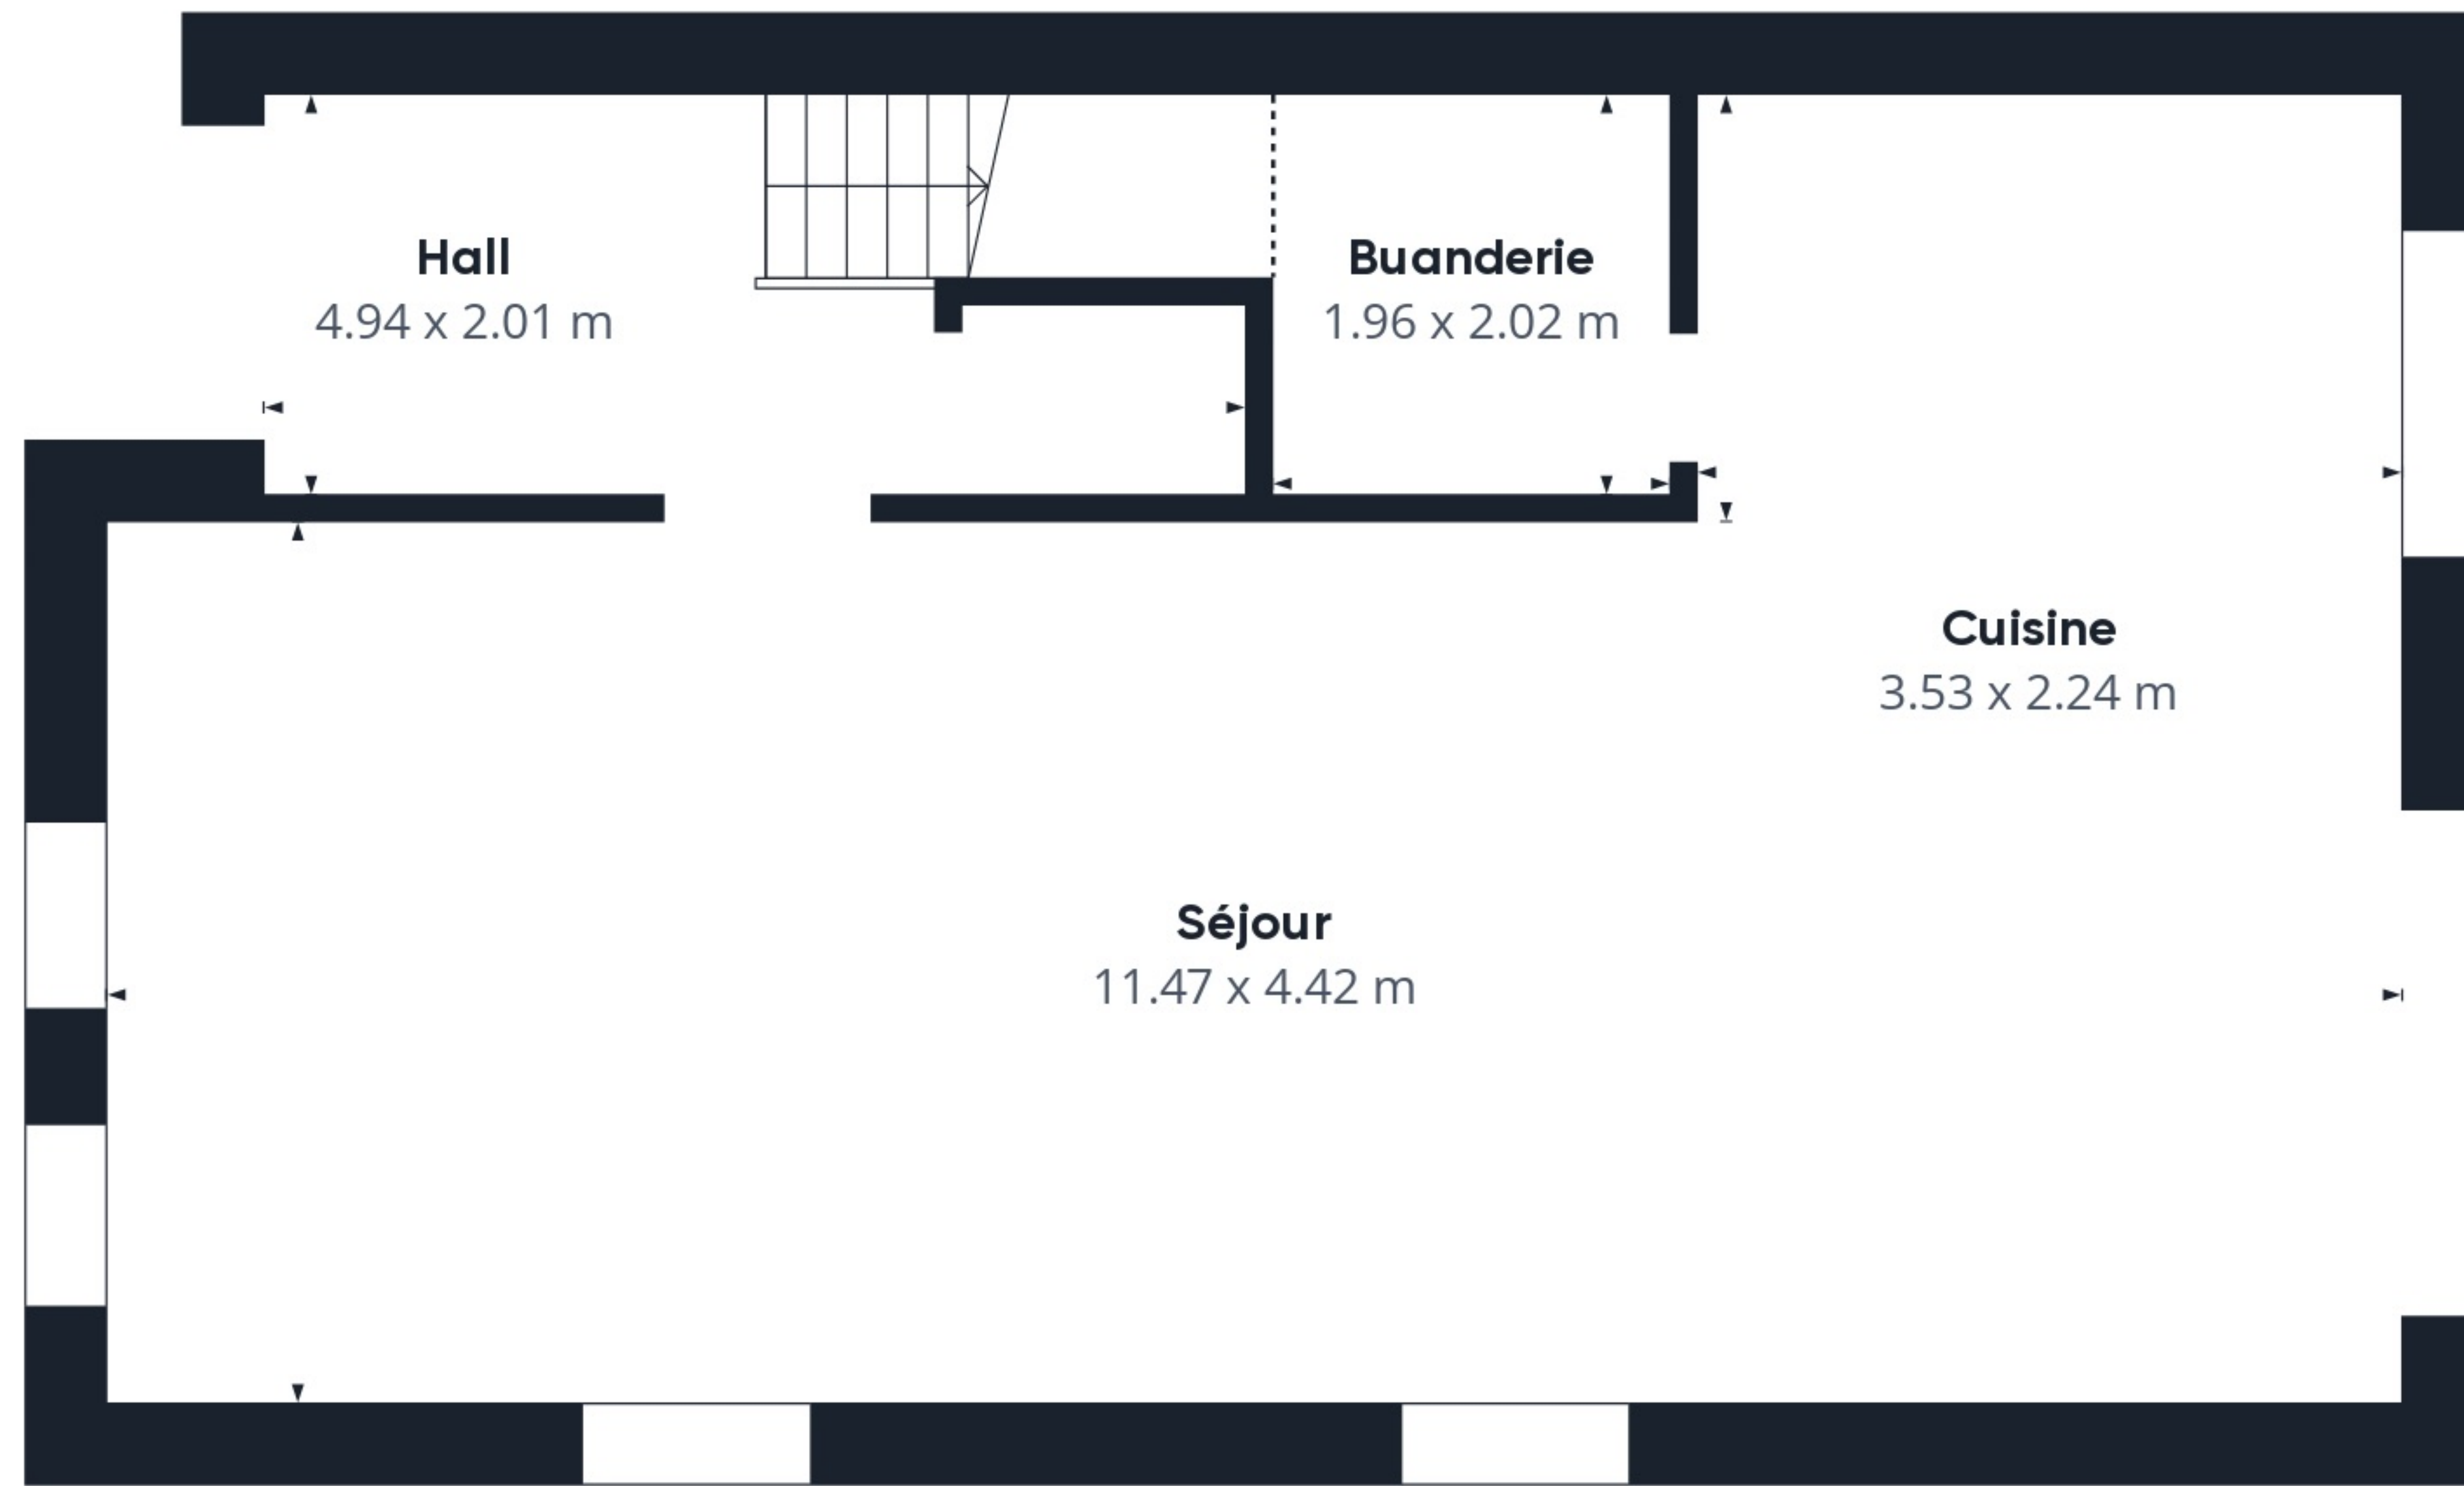 Hall
4.94 x 2.01 m
Buanderie
1.96 x 2.02 m
Cuisine
3.53 x 2.24 m
Séjour
11.47 x 4.42 m